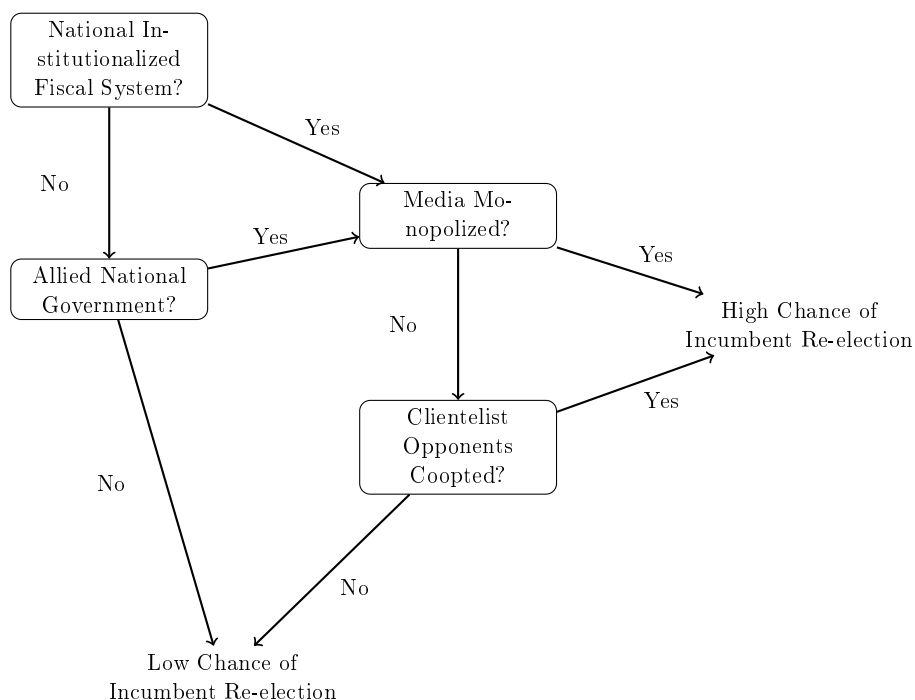 National In-
stitutionalized
Fiscal System?
Yes
No
Media Mo-
nopolized?
Yes
Allied National
Government?
Yes
High Chance of
Incumbent Re-election
No
Clientelist
Opponents
Coopted?
Yes
No
No
Low Chance of
Incumbent Re-election